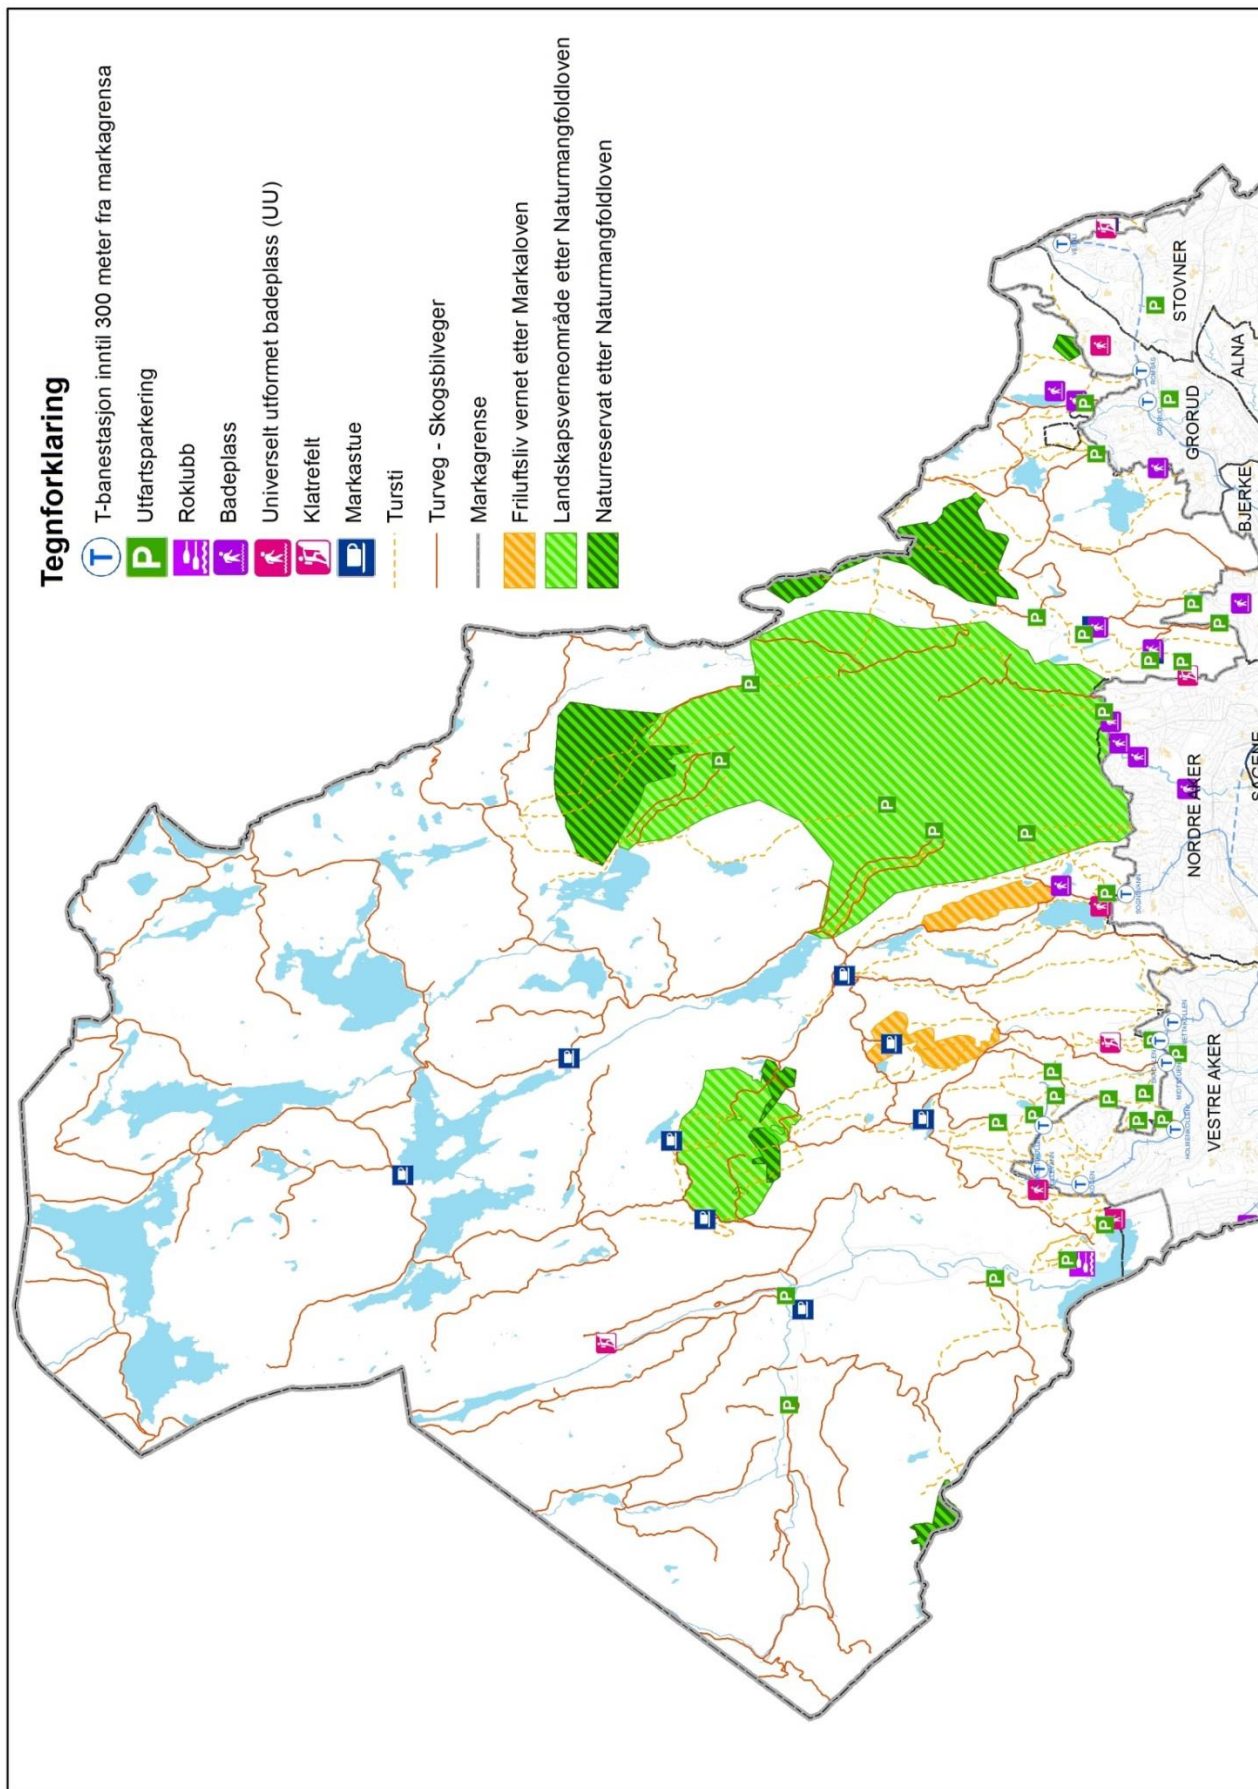 Tegnforklaring
T T-banestasjon inntil 300 meter fra markagrensa
P Utfartsparkering
Roklubb
Badeplass
Universelt utformet badeplass (UU)
Klatrefelt
Markastue
Tursti
Turveg - Skogsbilveger
Markagrense
Friluftsliv vernet etter Markaloven
Landskapsverneområde etter Naturmangfoldloven
Naturreservat etter Naturmangfoldloven
STOVNER
ALNA
GRORUD
BJERKE
NORDRE AKER
VESTRE AKER
SOGNSVANN
HOLMENKOLLEN